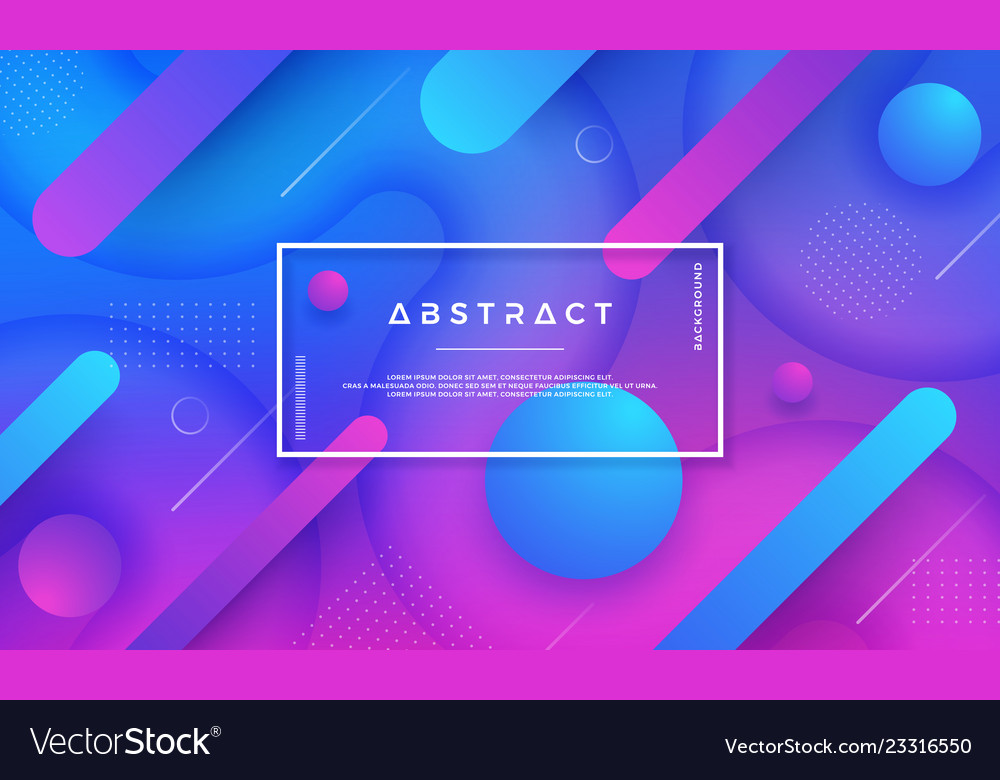 ABSTRACT
BACKGROUND
LOREM IPSUM DOLOR SIT AMET, CONSECTETUR ADIPISCING ELIT.
CRAS A MALESUADA ODIO. DONEC SED SEM ET NEQUE FAUCIBUS EFFICITUR VEL UT URNA.
LOREM IPSUM DOLOR SIT AMET, CONSECTETUR ADIPISCING ELIT.
VectorStock®
VectorStock.com/23316550